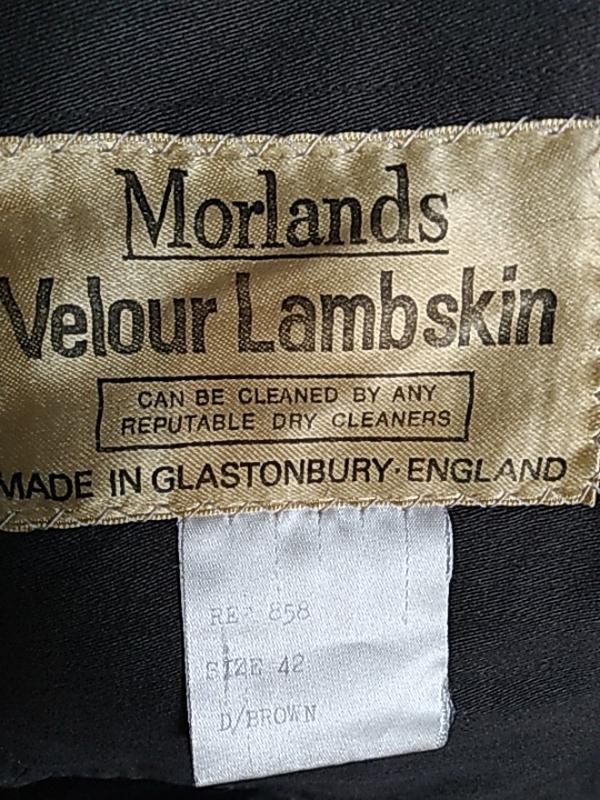 Morlands
Velour Lambskin
CAN BE CLEANED BY ANY
REPUTABLE DRY CLEANERS
MADE IN GLASTONBURY·ENGLAND
858
SIZE 42
D/BROWN